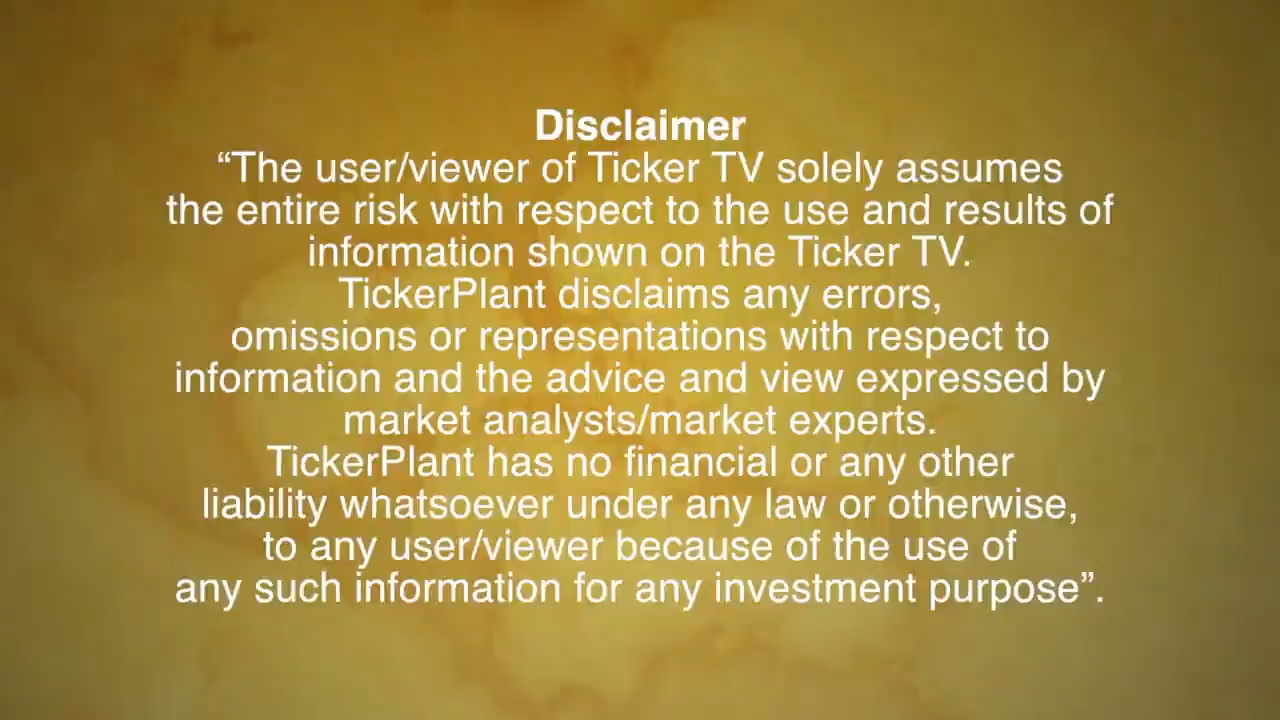 Disclaimer
“The user/viewer of Ticker TV solely assumes
the entire risk with respect to the use and results of
information shown on the Ticker TV.
TickerPlant disclaims any errors,
omissions or representations with respect to
information and the advice and view expressed by
market analysts/market experts.
TickerPlant has no financial or any other
liability whatsoever under any law or otherwise,
to any user/viewer because of the use of
any such information for any investment purpose”.